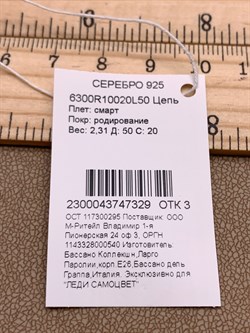 СЕРЕБРО 925
6300R10020L50 Цепь
Плет: смарт
Покр: родирование
Вес: 2,31 Д: 50 С: 20
2300043747329 ОТК 3
ОСТ 117300295 Поставщик: ООО
М-Ритейл Владимир 1-я
Пионерская 24 оф 3, ОРГН
1143328000540 Изготовитель:
Бассано Коллекшн,Ларго
Паролии,корп.Е26,Бассано дель
Граппа,Италия. Эксклюзивно для
"ЛЕДИ САМОЦВЕТ"